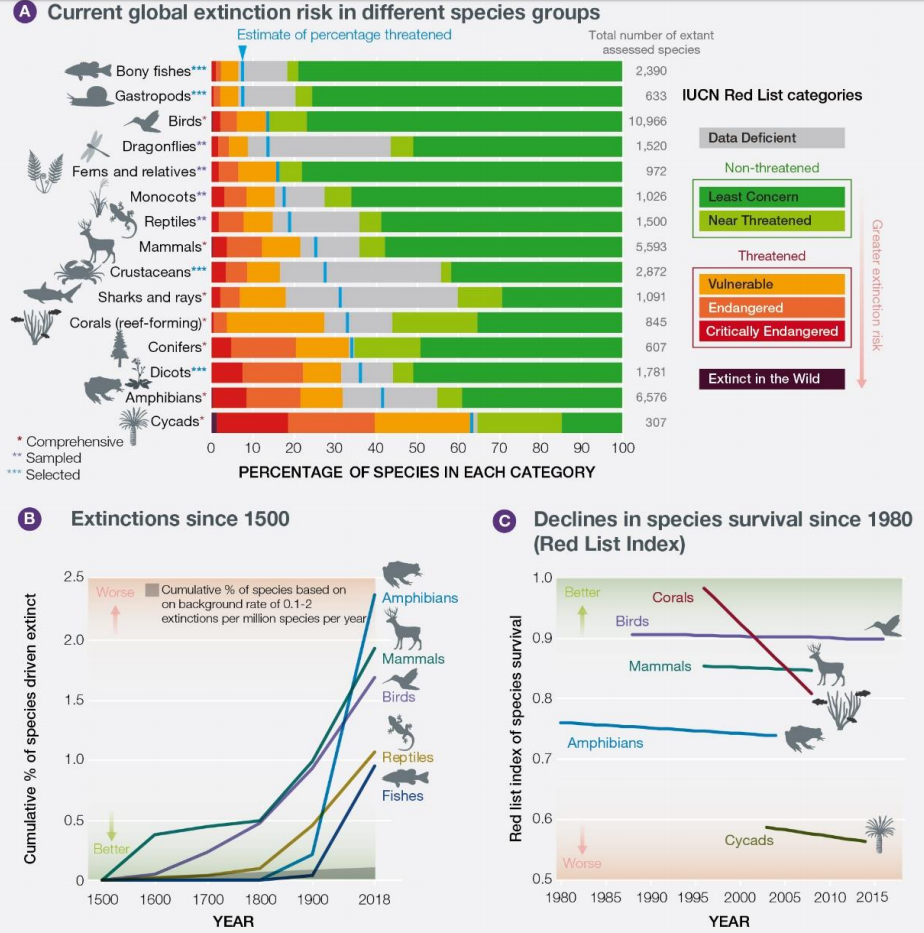 A Current global extinction risk in different species groups
Estimate of percentage threatened
Total number of extant
assessed species
Bony fishes*** 2,390
Gastropods*** 633
Birds* 10,966
Dragonflies** 1,520
Ferns and relatives** 972
Monocots** 1,026
Reptiles** 1,500
Mammals* 5,593
Crustaceans*** 2,872
Sharks and rays* 1,091
Corals (reef-forming)* 845
Conifers* 607
Dicots*** 1,781
Amphibians* 6,576
Cycads* 307
0 10 20 30 40 50 60 70 80 90 100
PERCENTAGE OF SPECIES IN EACH CATEGORY
* Comprehensive
** Sampled
*** Selected
IUCN Red List categories
Data Deficient
Non-threatened
Least Concern
Near Threatened
Threatened
Vulnerable
Endangered
Critically Endangered
Extinct in the Wild
Greater extinction risk
B Extinctions since 1500
Cumulative % of species driven extinct
2.5
2.0
1.5
1.0
0.5
0
Worse
Cumulative % of species based on
on background rate of 0.1-2
extinctions per million species per year
Amphibians
Mammals
Birds
Reptiles
Fishes
Better
1500 1600 1700 1800 1900 2018
YEAR
C Declines in species survival since 1980
(Red List Index)
Red list index of species survival
1.0
0.9
0.8
0.7
0.6
0.5
Better
Corals
Birds
Mammals
Amphibians
Cycads
Worse
1980 1985 1990 1995 2000 2005 2010 2015
YEAR